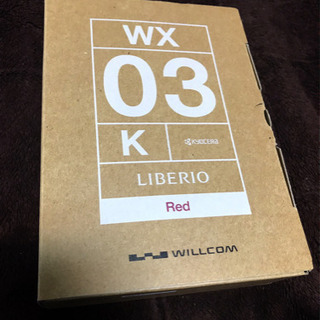 WX
03
K KYOCERA
LIBERIO
Red
WILLCOM